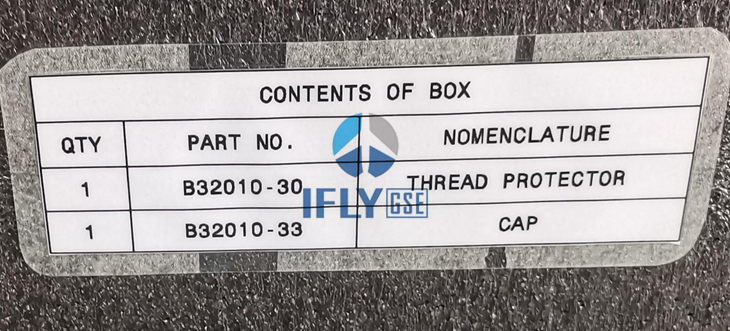 CONTENTS OF BOX
QTY PART NO. NOMENCLATURE
1 B32010-30 THREAD PROTECTOR
IFLY GSE
1 B32010-33 CAP